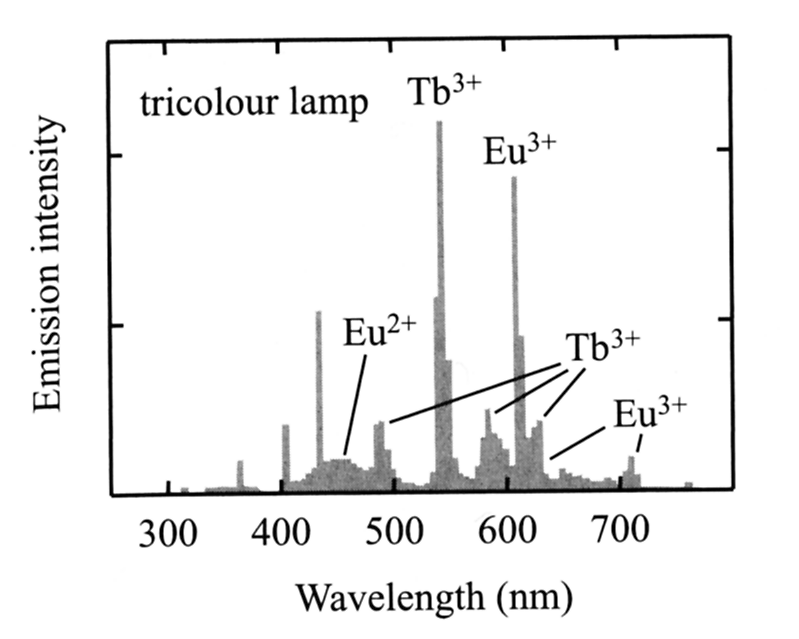 tricolour lamp
Tb³⁺
Eu³⁺
Eu²⁺
Tb³⁺
Eu³⁺
Emission intensity
300 400 500 600 700
Wavelength (nm)